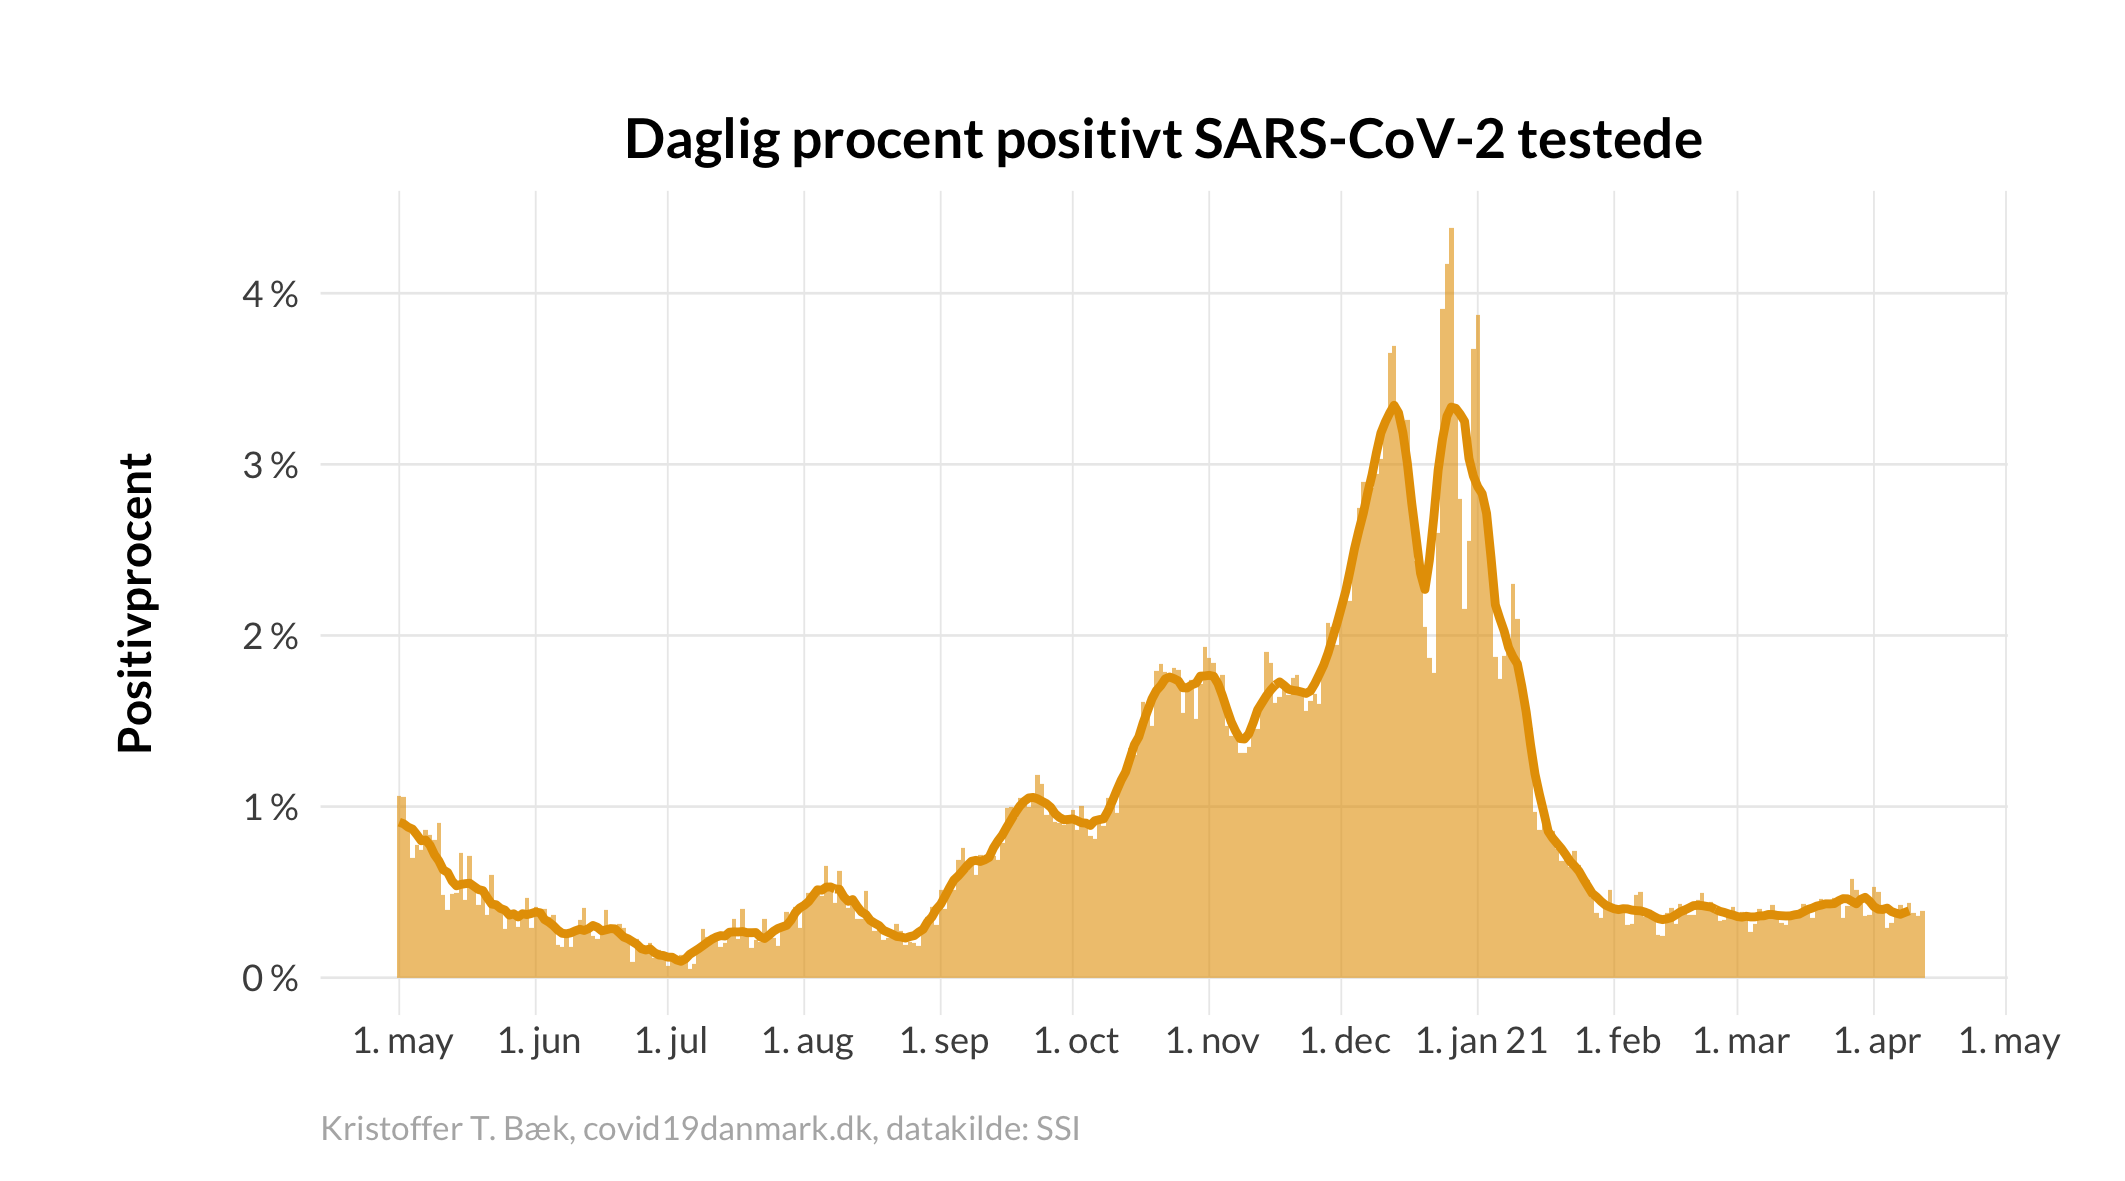 Daglig procent positivt SARS-CoV-2 testede
Positivprocent
4 %
3 %
2 %
1 %
0 %
1. may 1. jun 1. jul 1. aug 1. sep 1. oct 1. nov 1. dec 1. jan 21 1. feb 1. mar 1. apr 1. may
Kristoffer T. Bæk, covid19danmark.dk, datakilde: SSI